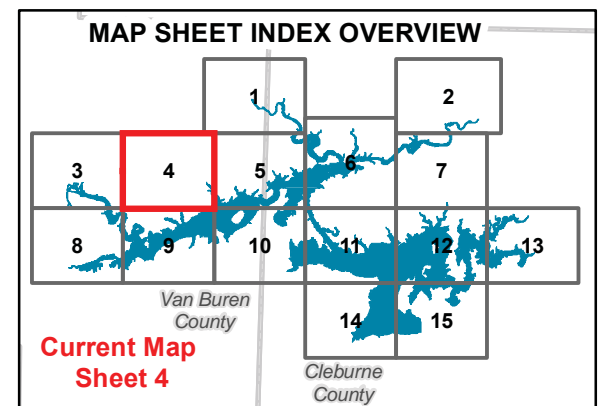 MAP SHEET INDEX OVERVIEW
1
2
3
4
5
6
7
8
9
10
11
12
13
Van Buren
County
14
15
Current Map
Sheet 4
Cleburne
County